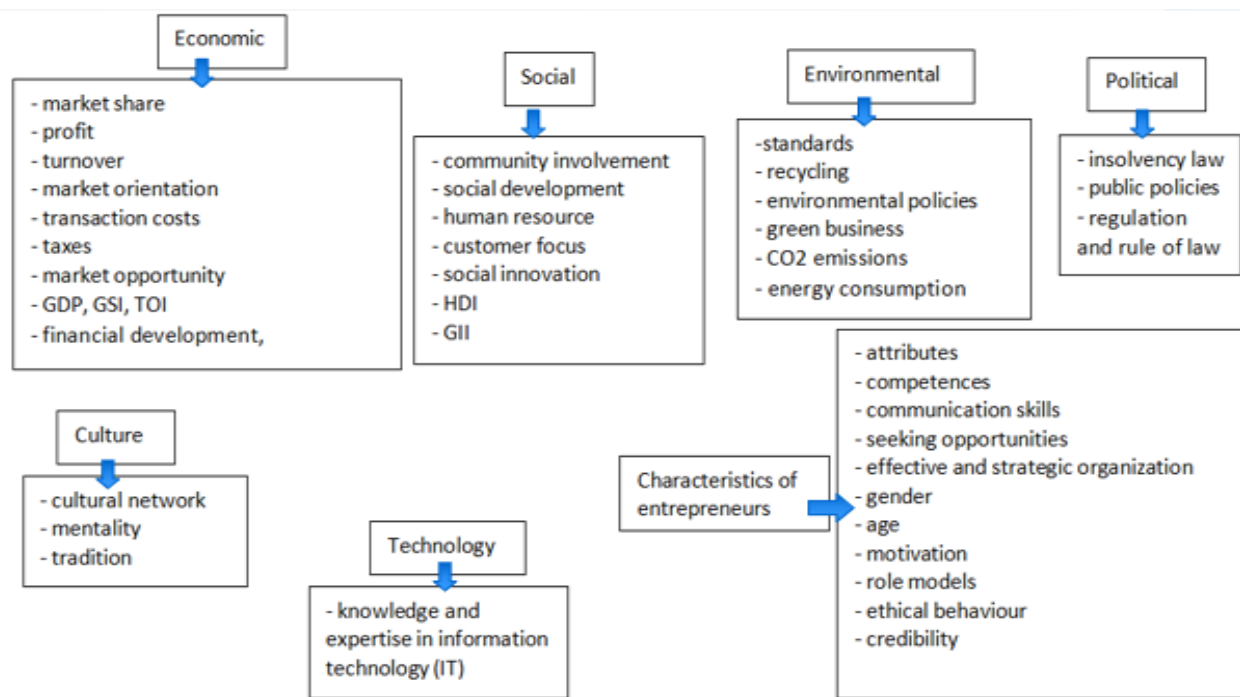 Economic
- market share
- profit
- turnover
- market orientation
- transaction costs
- taxes
- market opportunity
- GDP, GSI, TOI
- financial development,
Social
- community involvement
- social development
- human resource
- customer focus
- social innovation
- HDI
- GII
Environmental
-standards
- recycling
- environmental policies
- green business
- CO2 emissions
- energy consumption
Political
- insolvency law
- public policies
- regulation
and rule of law
Culture
- cultural network
- mentality
- tradition
Technology
- knowledge and
expertise in information
technology (IT)
Characteristics of
entrepreneurs
- attributes
- competences
- communication skills
- seeking opportunities
- effective and strategic organization
- gender
- age
- motivation
- role models
- ethical behaviour
- credibility